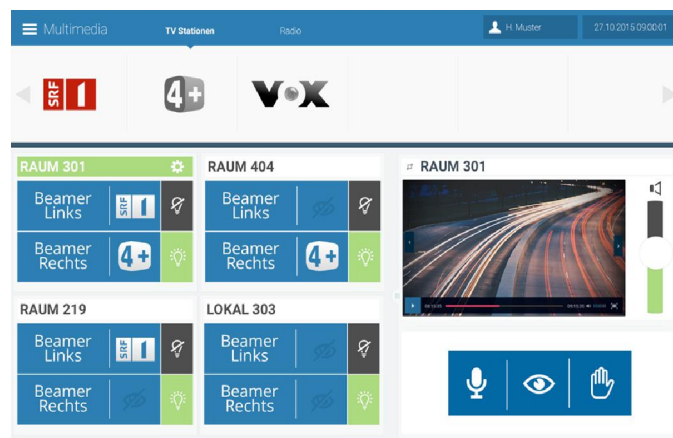 Multimedia
TV Stationen
Radio
H. Muster
27.10.2015 09:00:01
SRF 1
4+
VOX
RAUM 301
Beamer
Links
SRF 1
Beamer
Rechts
4+
RAUM 404
Beamer
Links
Beamer
Rechts
4+
RAUM 219
Beamer
Links
SRF 1
Beamer
Rechts
LOKAL 303
Beamer
Links
Beamer
Rechts
RAUM 301